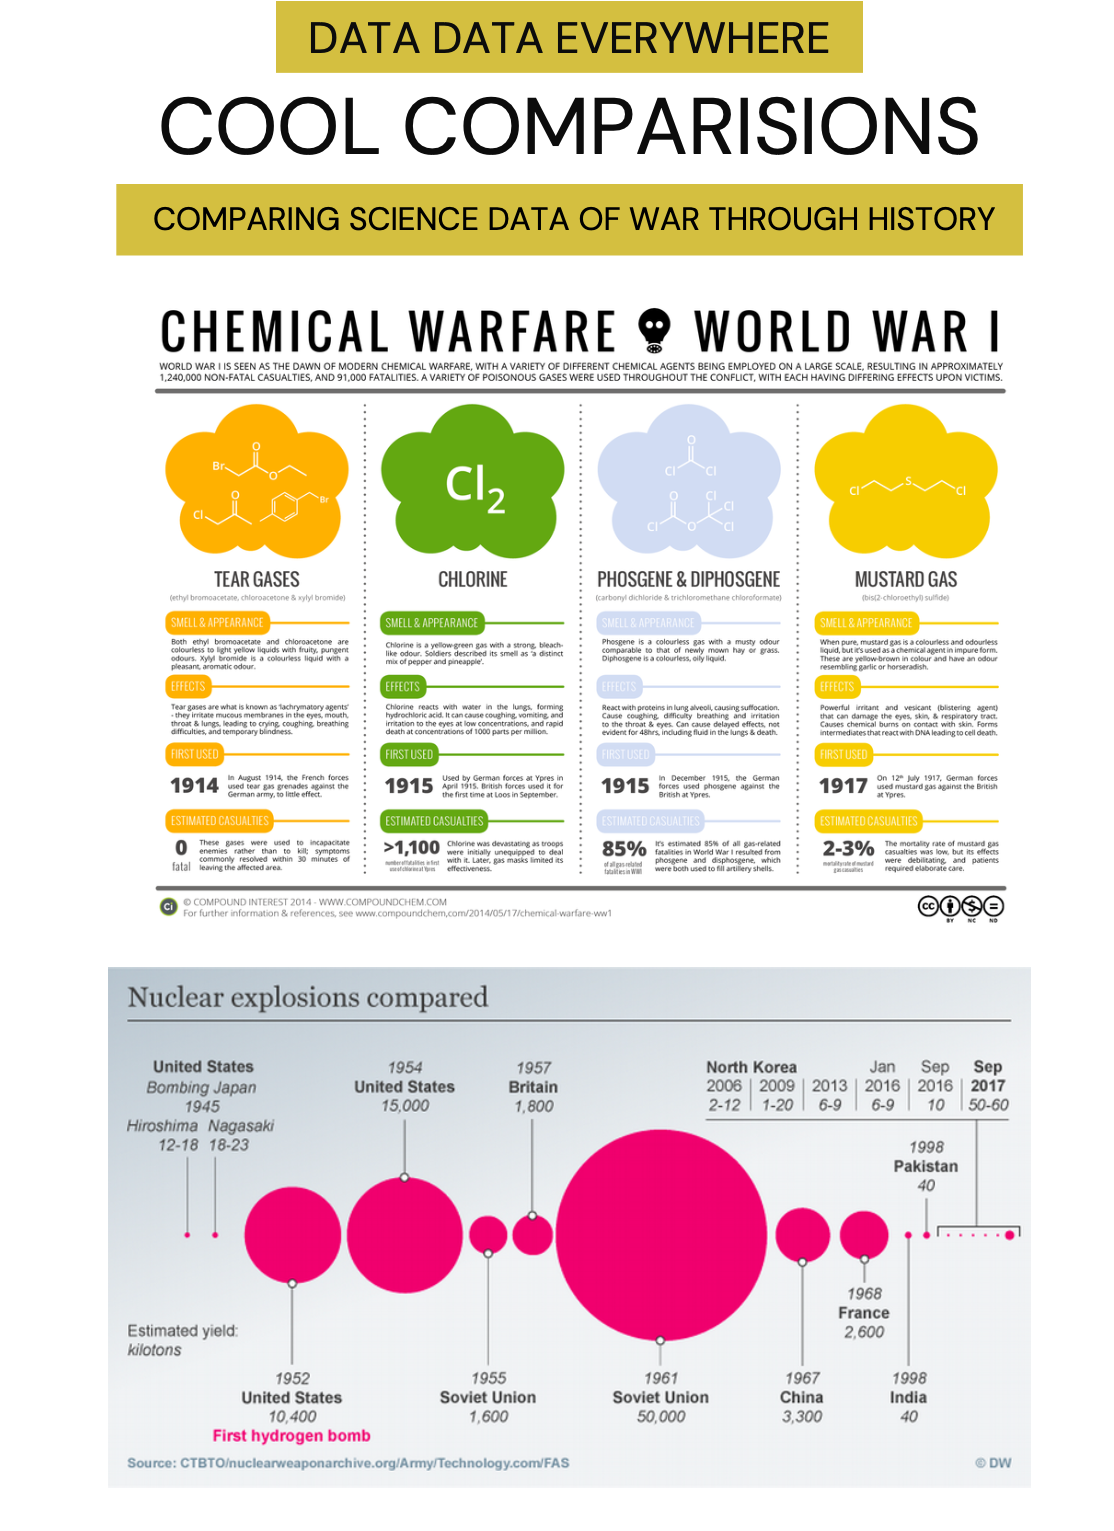 DATA DATA EVERYWHERE
COOL COMPARISIONS
COMPARING SCIENCE DATA OF WAR THROUGH HISTORY
CHEMICAL WARFARE WORLD WAR I
WORLD WAR I IS SEEN AS THE DAWN OF MODERN CHEMICAL WARFARE, WITH A VARIETY OF DIFFERENT CHEMICAL AGENTS BEING EMPLOYED ON A LARGE SCALE, RESULTING IN APPROXIMATELY
1,240,000 NON-FATAL CASUALTIES, AND 91,000 FATALITIES. A VARIETY OF POISONOUS GASES WERE USED THROUGHOUT THE CONFLICT, WITH EACH HAVING DIFFERING EFFECTS UPON VICTIMS.
Br O O
Cl O Br
TEAR GASES
(ethyl bromoacetate, chloroacetone & xylyl bromide)
SMELL & APPEARANCE
Both ethyl bromoacetate and chloroacetone are
colourless to light yellow liquids with fruity, pungent
odours. Xylyl bromide is a colourless liquid with a
pleasant, aromatic odour.
EFFECTS
Tear gases are what is known as 'lachrymatory agents'
- they irritate mucous membranes in the eyes, mouth,
throat & lungs, leading to crying, coughing, breathing
difficulties, and temporary blindness.
FIRST USED
1914
In August 1914, the French forces
used tear gas grenades against the
German army, to little effect.
ESTIMATED CASUALTIES
0
fatal
These gases were used to incapacitate
enemies rather than to kill; symptoms
commonly resolved within 30 minutes of
leaving the affected area.
Cl2
CHLORINE
SMELL & APPEARANCE
Chlorine is a yellow-green gas with a strong, bleach-
like odour. Soldiers described its smell as 'a distinct
mix of pepper and pineapple'.
EFFECTS
Chlorine reacts with water in the lungs, forming
hydrochloric acid. It can cause coughing, vomiting, and
irritation to the eyes at low concentrations, and rapid
death at concentrations of 1000 parts per million.
FIRST USED
1915
Used by German forces at Ypres in
April 1915. British forces used it for
the first time at Loos in September.
ESTIMATED CASUALTIES
>1,100
number of fatalities in first
use of chlorine at Ypres
Chlorine was devastating as troops
were initially unequipped to deal
with it. Later, gas masks limited its
effectiveness.
O
Cl Cl
O Cl
Cl O Cl
Cl
PHOSGENE & DIPHOSGENE
(carbonyl dichloride & trichloromethane chloroformate)
SMELL & APPEARANCE
Phosgene is a colourless gas with a musty odour
comparable to that of newly mown hay or grass.
Diphosgene is a colourless, oily liquid.
EFFECTS
React with proteins in lung alveoli, causing suffocation.
Cause coughing, difficulty breathing and irritation
to the throat & eyes. Can cause delayed effects, not
evident for 48hrs, including fluid in the lungs & death.
FIRST USED
1915
In December 1915, the German
forces used phosgene against the
British at Ypres.
ESTIMATED CASUALTIES
85%
of all gas-related
fatalities in WWI
It's estimated 85% of all gas-related
fatalities in World War I resulted from
phosgene and disphosgene, which
were both used to fill artillery shells.
Cl S Cl
MUSTARD GAS
(bis(2-chloroethyl) sulfide)
SMELL & APPEARANCE
When pure, mustard gas is a colourless and odourless
liquid, but it's used as a chemical agent in impure form.
These are yellow-brown in colour and have an odour
resembling garlic or horseradish.
EFFECTS
Powerful irritant and vesicant (blistering agent)
that can damage the eyes, skin, & respiratory tract.
Causes chemical burns on contact with skin. Forms
intermediates that react with DNA leading to cell death.
FIRST USED
1917
On 12th July 1917, German forces
used mustard gas against the British
at Ypres.
ESTIMATED CASUALTIES
2-3%
mortality rate of mustard
gas casualties
The mortality rate of mustard gas
casualties was low, but its effects
were debilitating, and patients
required elaborate care.
Ci
© COMPOUND INTEREST 2014 - WWW.COMPOUNDCHEM.COM
For further information & references, see www.compoundchem.com/2014/05/17/chemical-warfare-ww1
cc
BY NC ND
Nuclear explosions compared
United States
Bombing Japan
1945
Hiroshima Nagasaki
12-18 18-23
1954
United States
15,000
1957
Britain
1,800
North Korea Jan Sep Sep
2006 2009 2013 2016 2016 2017
2-12 1-20 6-9 6-9 10 50-60
1998
Pakistan
40
1968
France
2,600
Estimated yield:
kilotons
1952
United States
10,400
First hydrogen bomb
1955
Soviet Union
1,600
1961
Soviet Union
50,000
1967
China
3,300
1998
India
40
Source: CTBTO/nuclearweaponarchive.org/Army/Technology.com/FAS
© DW